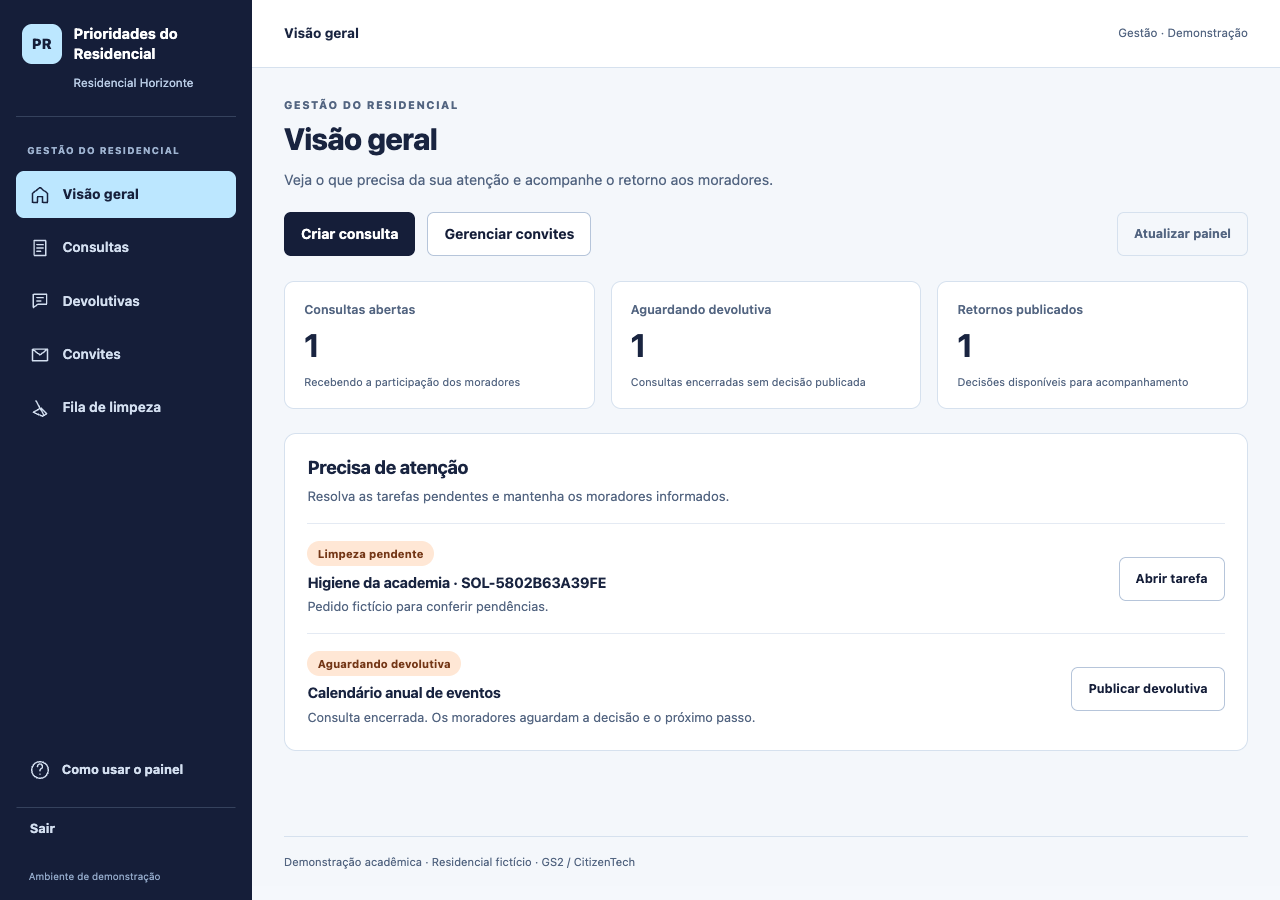 PR
Prioridades do
Residencial
Residencial Horizonte
GESTÃO DO RESIDENCIAL
Visão geral
Consultas
Devolutivas
Convites
Fila de limpeza
Como usar o painel
Sair
Ambiente de demonstração
Visão geral
Gestão · Demonstração
GESTÃO DO RESIDENCIAL
Visão geral
Veja o que precisa da sua atenção e acompanhe o retorno aos moradores.
Criar consulta
Gerenciar convites
Atualizar painel
Consultas abertas
1
Recebendo a participação dos moradores
Aguardando devolutiva
1
Consultas encerradas sem decisão publicada
Retornos publicados
1
Decisões disponíveis para acompanhamento
Precisa de atenção
Resolva as tarefas pendentes e mantenha os moradores informados.
Limpeza pendente
Higiene da academia · SOL-5802B63A39FE
Pedido fictício para conferir pendências.
Abrir tarefa
Aguardando devolutiva
Calendário anual de eventos
Consulta encerrada. Os moradores aguardam a decisão e o próximo passo.
Publicar devolutiva
Demonstração acadêmica · Residencial fictício · GS2 / CitizenTech